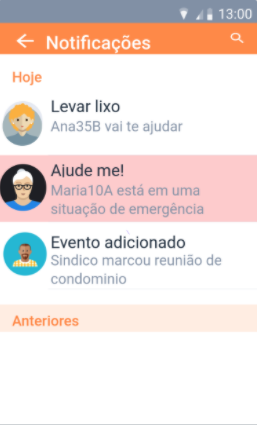 13:00
Notificações
Hoje
Levar lixo
Ana35B vai te ajudar
Ajude me!
Maria10A está em uma
situação de emergência
Evento adicionado
Sindico marcou reunião de
condominio
Anteriores